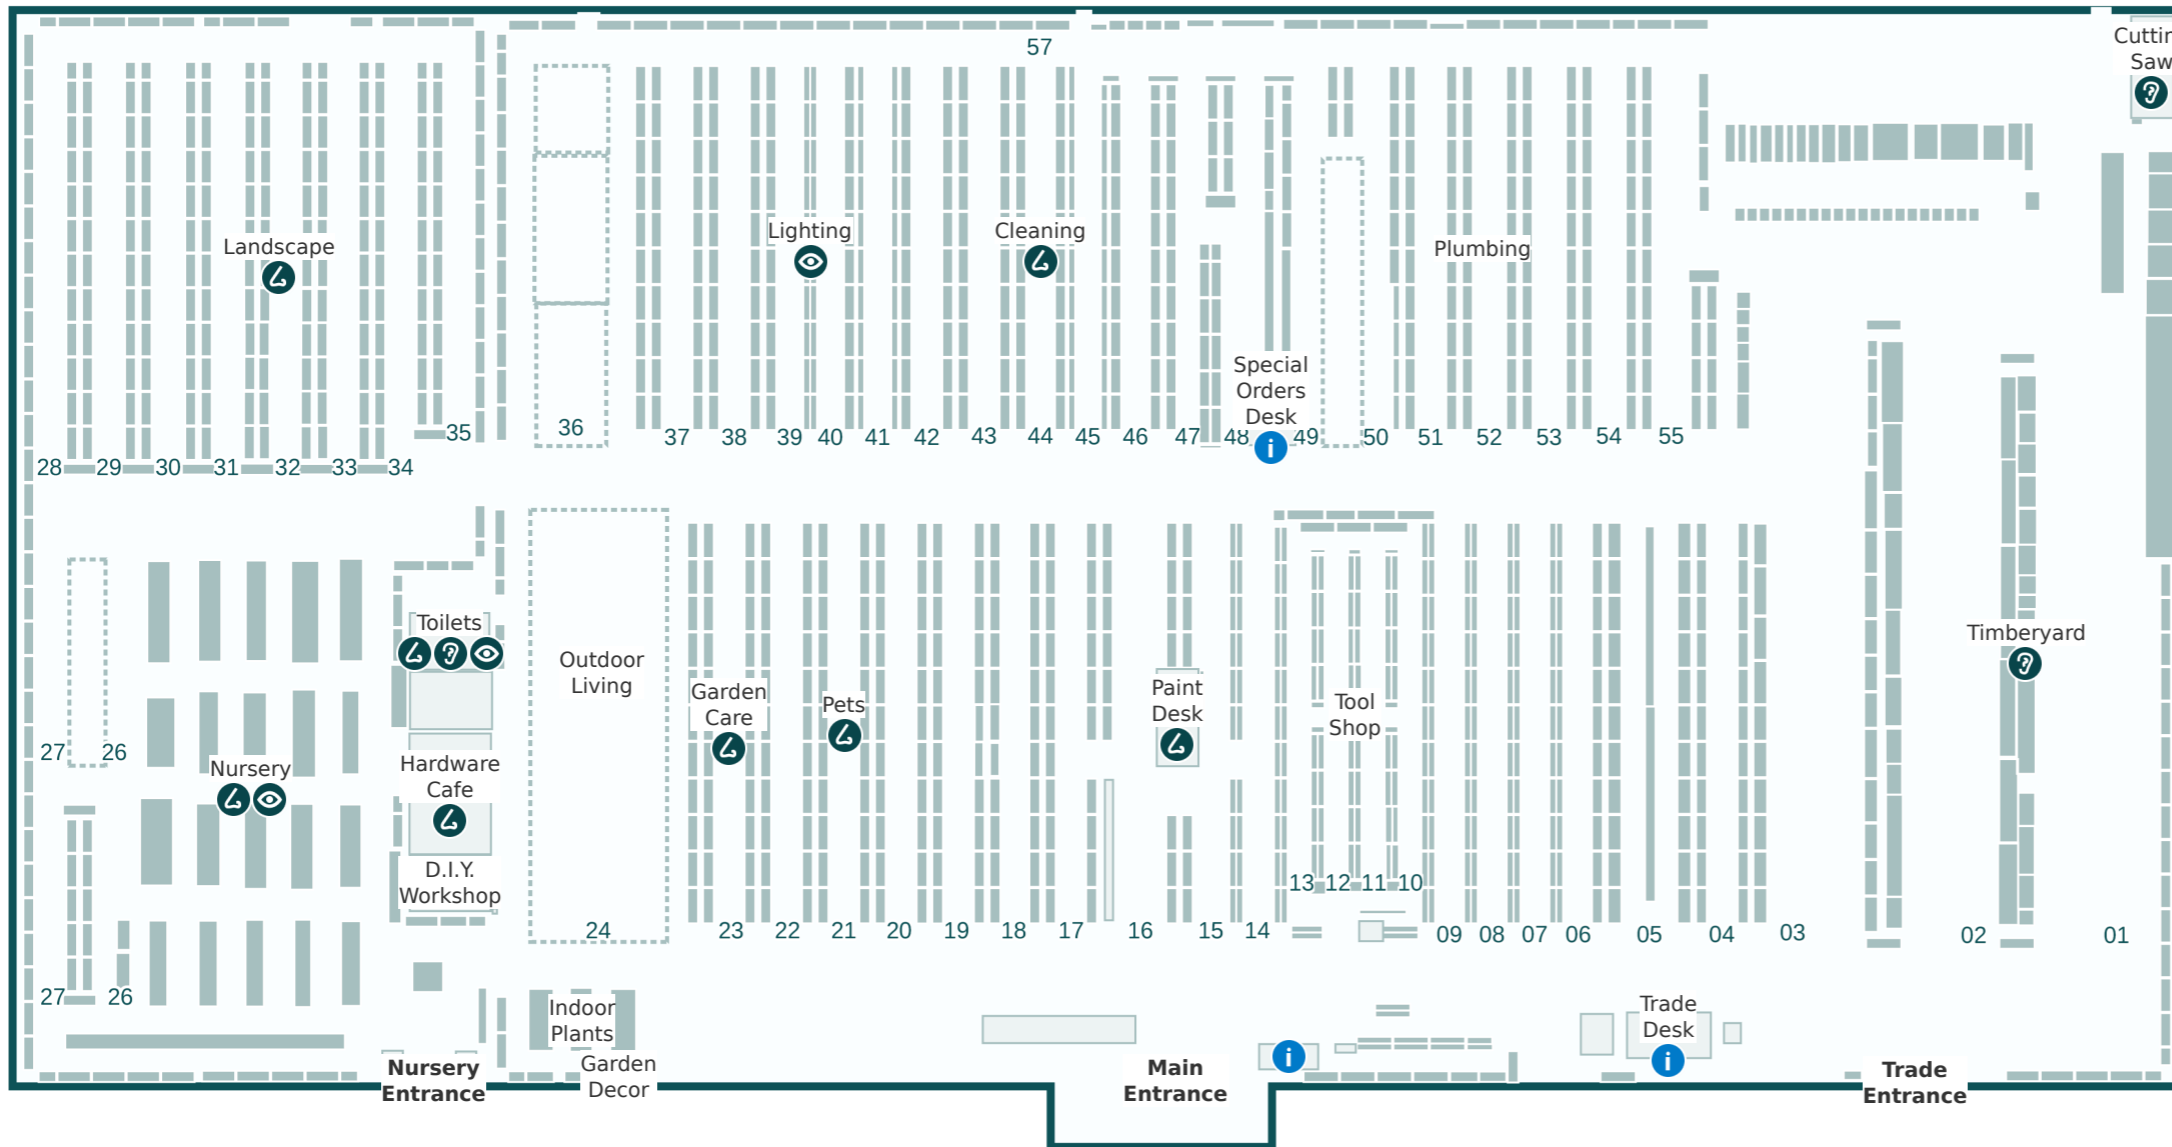 57
Cuttin
Saw
Landscape
Lighting
Cleaning
Plumbing
Special
Orders
Desk
28
29
30
31
32
33
34
35
36
37
38
39
40
41
42
43
44
45
46
47
48
49
50
51
52
53
54
55
Toilets
Outdoor
Living
Garden
Care
Pets
Paint
Desk
Tool
Shop
Timberyard
27
26
Nursery
Hardware
Cafe
D.I.Y.
Workshop
13
12
11
10
24
23
22
21
20
19
18
17
16
15
14
09
08
07
06
05
04
03
02
01
27
26
Indoor
Plants
Garden
Decor
Trade
Desk
Nursery
Entrance
Main
Entrance
Trade
Entrance